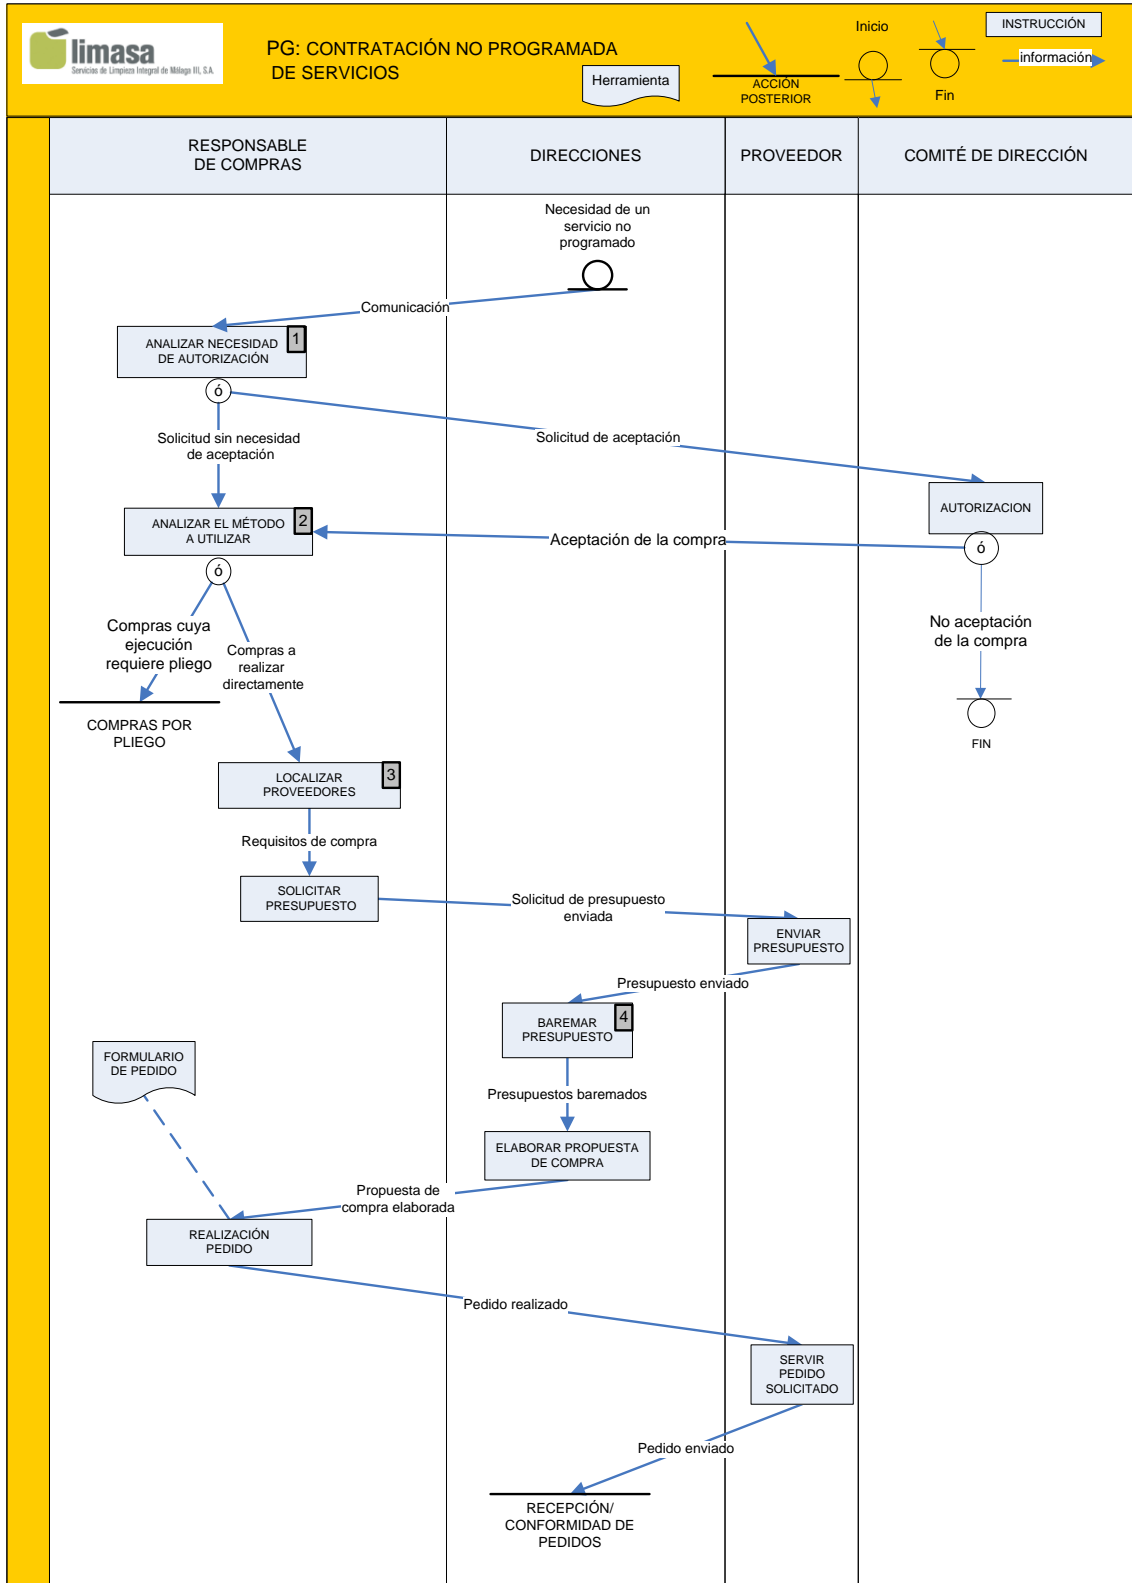 limasa
Servicios de Limpieza Integral de Málaga III, S.A.
PG: CONTRATACIÓN NO PROGRAMADA
DE SERVICIOS
Herramienta
ACCIÓN
POSTERIOR
Inicio
Fin
INSTRUCCIÓN
información
RESPONSABLE
DE COMPRAS
DIRECCIONES
PROVEEDOR
COMITÉ DE DIRECCIÓN
Necesidad de un
servicio no
programado
Comunicación
ANALIZAR NECESIDAD
DE AUTORIZACIÓN
1
ó
Solicitud sin necesidad
de aceptación
Solicitud de aceptación
AUTORIZACION
ANALIZAR EL MÉTODO
A UTILIZAR
2
Aceptación de la compra
ó
ó
Compras cuya
ejecución
requiere pliego
Compras a
realizar
directamente
No aceptación
de la compra
COMPRAS POR
PLIEGO
FIN
LOCALIZAR
PROVEEDORES
3
Requisitos de compra
SOLICITAR
PRESUPUESTO
Solicitud de presupuesto
enviada
ENVIAR
PRESUPUESTO
Presupuesto enviado
BAREMAR
PRESUPUESTO
4
FORMULARIO
DE PEDIDO
Presupuestos baremados
ELABORAR PROPUESTA
DE COMPRA
Propuesta de
compra elaborada
REALIZACIÓN
PEDIDO
Pedido realizado
SERVIR
PEDIDO
SOLICITADO
Pedido enviado
RECEPCIÓN/
CONFORMIDAD DE
PEDIDOS